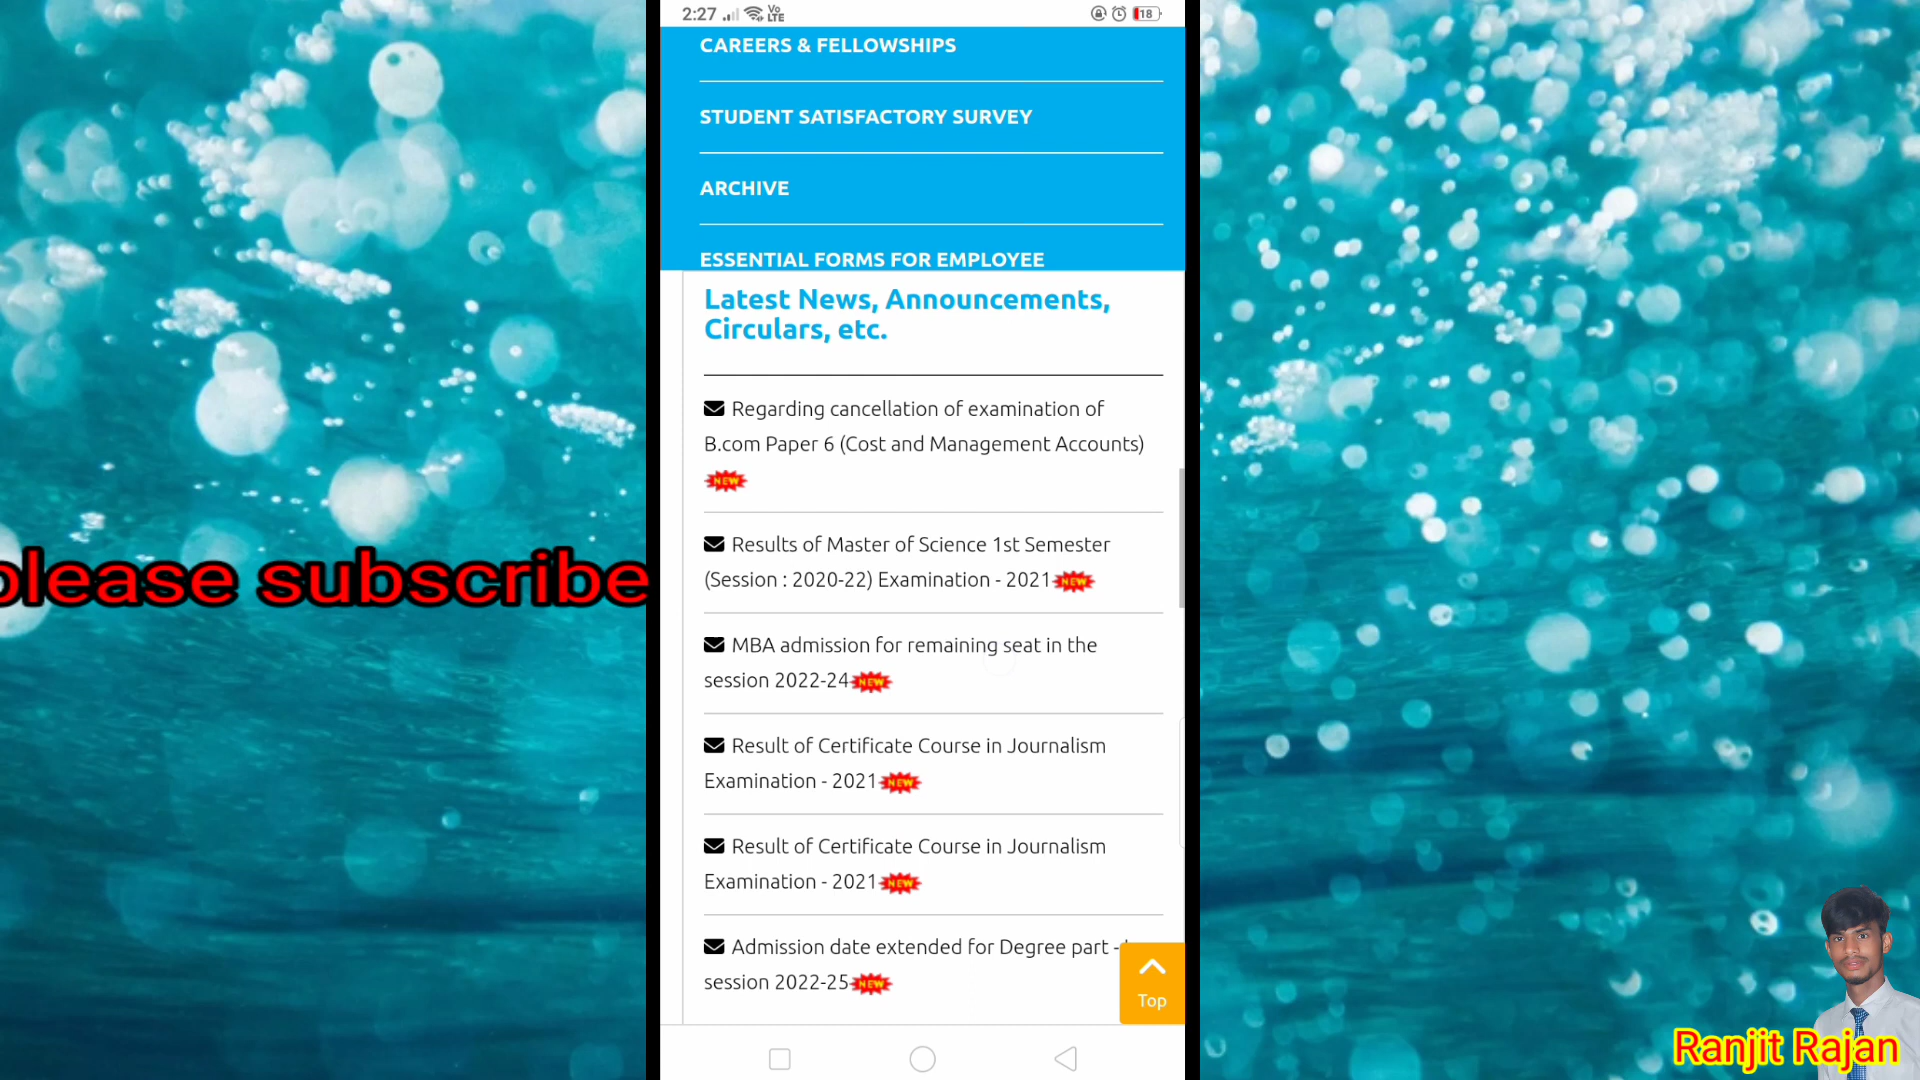 2:27
Vo
LTE
18
CAREERS & FELLOWSHIPS
STUDENT SATISFACTORY SURVEY
ARCHIVE
ESSENTIAL FORMS FOR EMPLOYEE
Latest News, Announcements,
Circulars, etc.
Regarding cancellation of examination of
B.com Paper 6 (Cost and Management Accounts)
NEW
Results of Master of Science 1st Semester
(Session : 2020-22) Examination - 2021 NEW
MBA admission for remaining seat in the
session 2022-24 NEW
Result of Certificate Course in Journalism
Examination - 2021 NEW
Result of Certificate Course in Journalism
Examination - 2021 NEW
Admission date extended for Degree part -
session 2022-25 NEW
Top
please subscribe
Ranjit Rajan